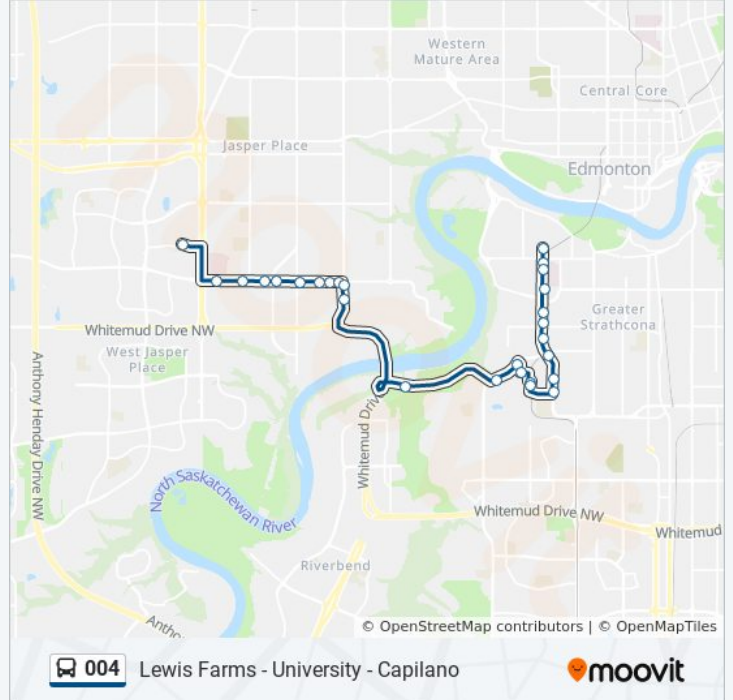 Western
Mature Area
Central Core
Jasper Place
Edmonton
Greater
Strathcona
Whitemud Drive NW
West Jasper
Place
Anthony Henday Drive NW
Whitemud Drive
North Saskatchewan River
Whitemud Drive NW
Whitemud
Riverbend
Antho
© OpenStreetMap contributors | © OpenMapTiles
004
Lewis Farms - University - Capilano
moovit